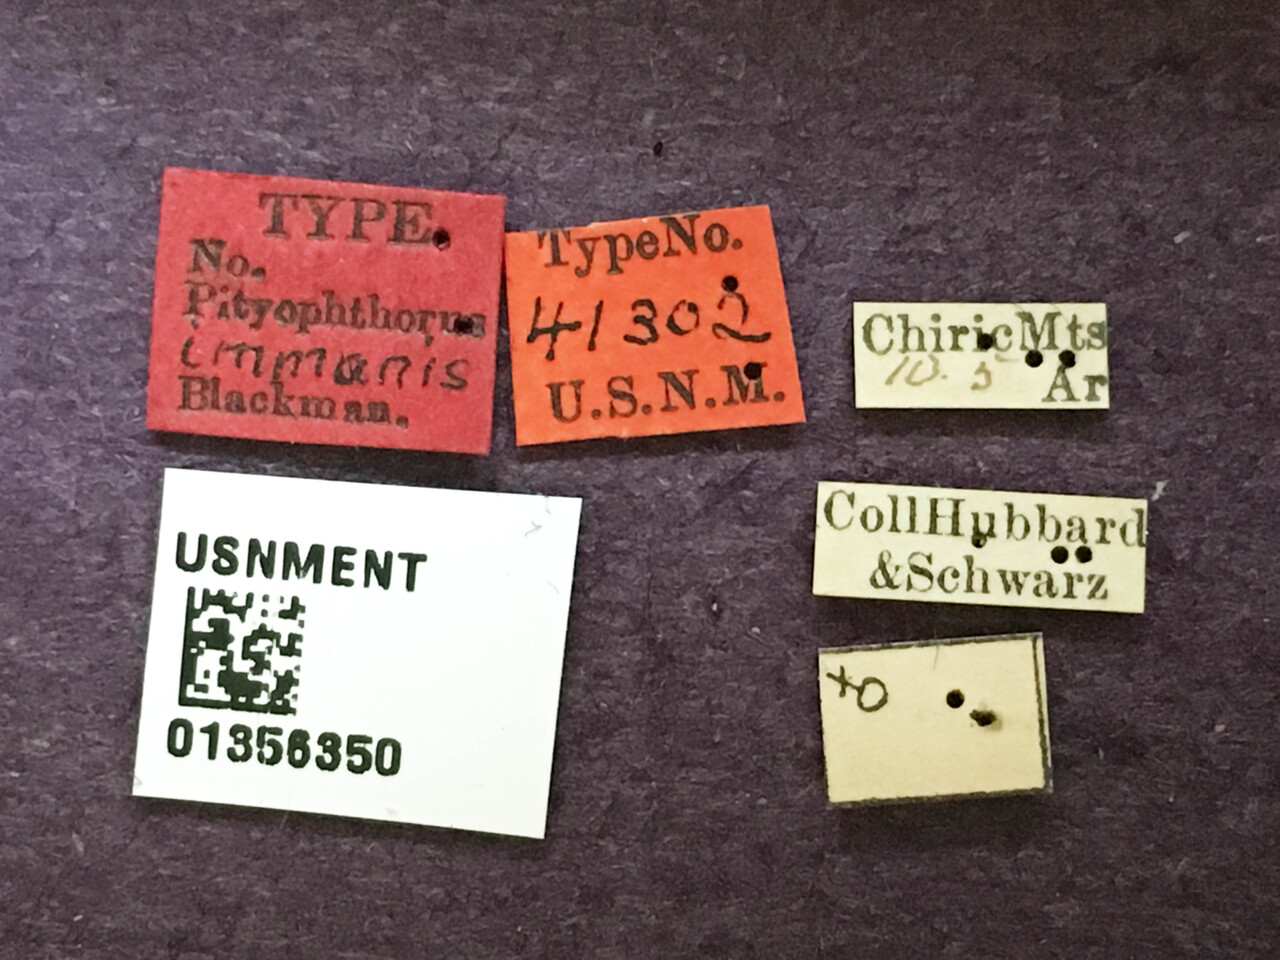 TYPE.
No.
Pityophthorus
immanis
Blackman.
TypeNo.
41302
U.S.N.M.
ChiricMts
10. 5
Ar
CollHubbard
&Schwarz
♀
USNMENT
01356350